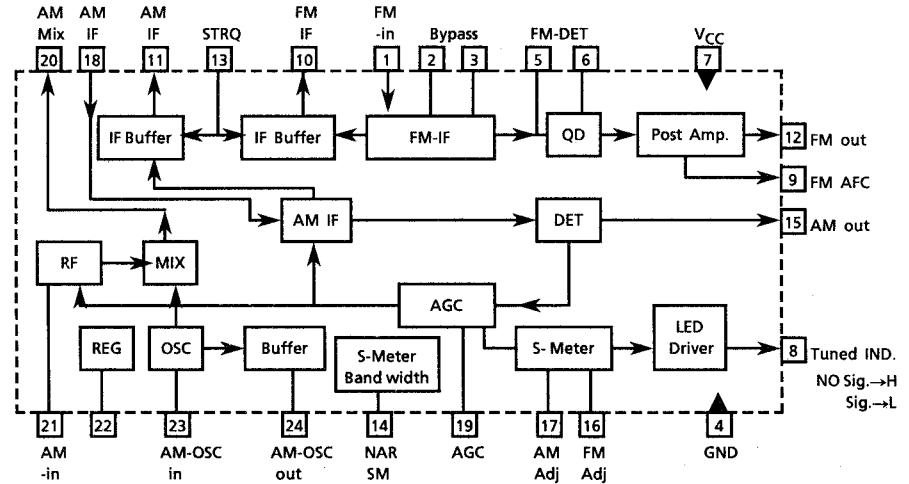 AM AM AM FM FM
Mix IF IF STRQ IF -in Bypass FM-DET VCC
20 18 11 13 10 1 2 3 5 6 7
IF Buffer IF Buffer FM-IF QD Post Amp. 12 FM out
9 FM AFC
AM IF DET 15 AM out
RF MIX
AGC
REG OSC Buffer S-Meter Band width S- Meter LED Driver 8 Tuned IND.
NO Sig.→H
Sig.→L
21 22 23 24 14 19 17 16 4
AM AM-OSC AM-OSC NAR AGC AM FM GND
-in in out SM Adj Adj